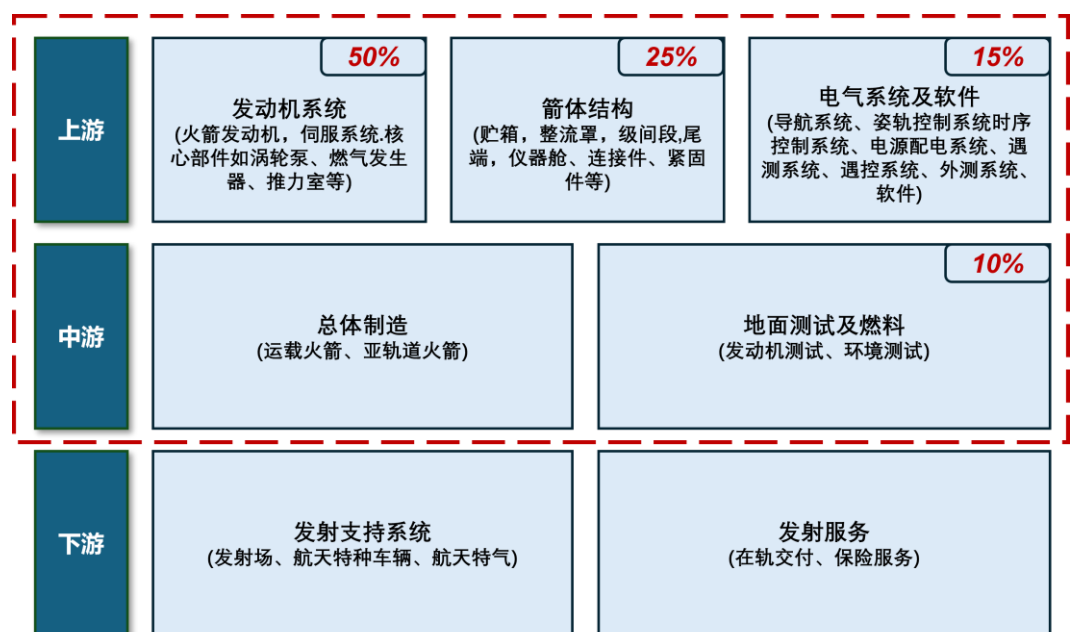 上游
50%
发动机系统
(火箭发动机，伺服系统.核
心部件如涡轮泵、燃气发生
器、推力室等)
25%
箭体结构
(贮箱，整流罩，级间段,尾
端，仪器舱、连接件、紧固
件等)
15%
电气系统及软件
(导航系统、姿轨控制系统时序
控制系统、电源配电系统、遇
测系统、遇控系统、外测系统、
软件)
中游
总体制造
(运载火箭、亚轨道火箭)
10%
地面测试及燃料
(发动机测试、环境测试)
下游
发射支持系统
(发射场、航天特种车辆、航天特气)
发射服务
(在轨交付、保险服务)